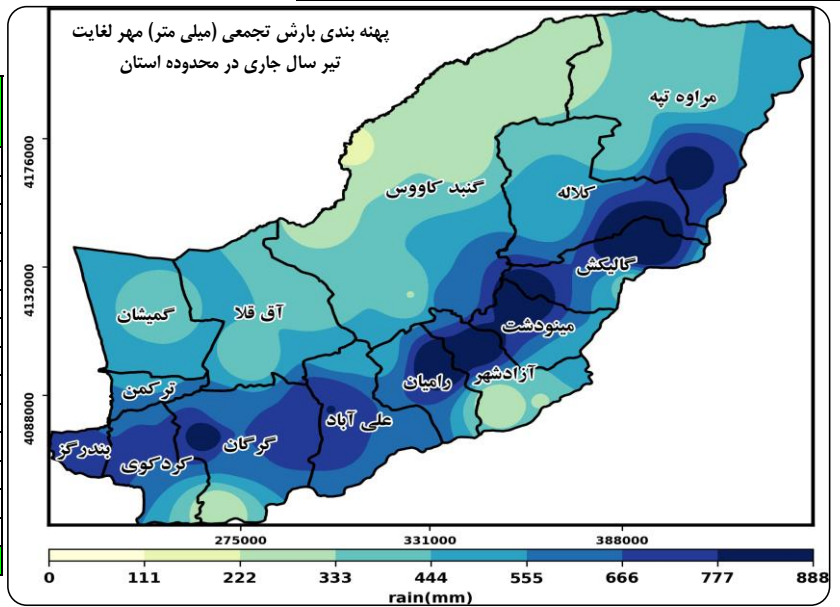 پهنه بندی بارش تجمعی (میلی متر) مهر لغایت
تیر سال جاری در محدوده استان
مراوه تپه
گنبد کاووس
کلاله
گالیکش
گمیشان
آق قلا
مینودشت
ترکمن
رامیان
آزادشهر
علی آباد
بندرگز
کردکوی
گرگان
4176000
4132000
4088000
275000 331000 388000
0 111 222 333 444 555 666 777 888
rain(mm)